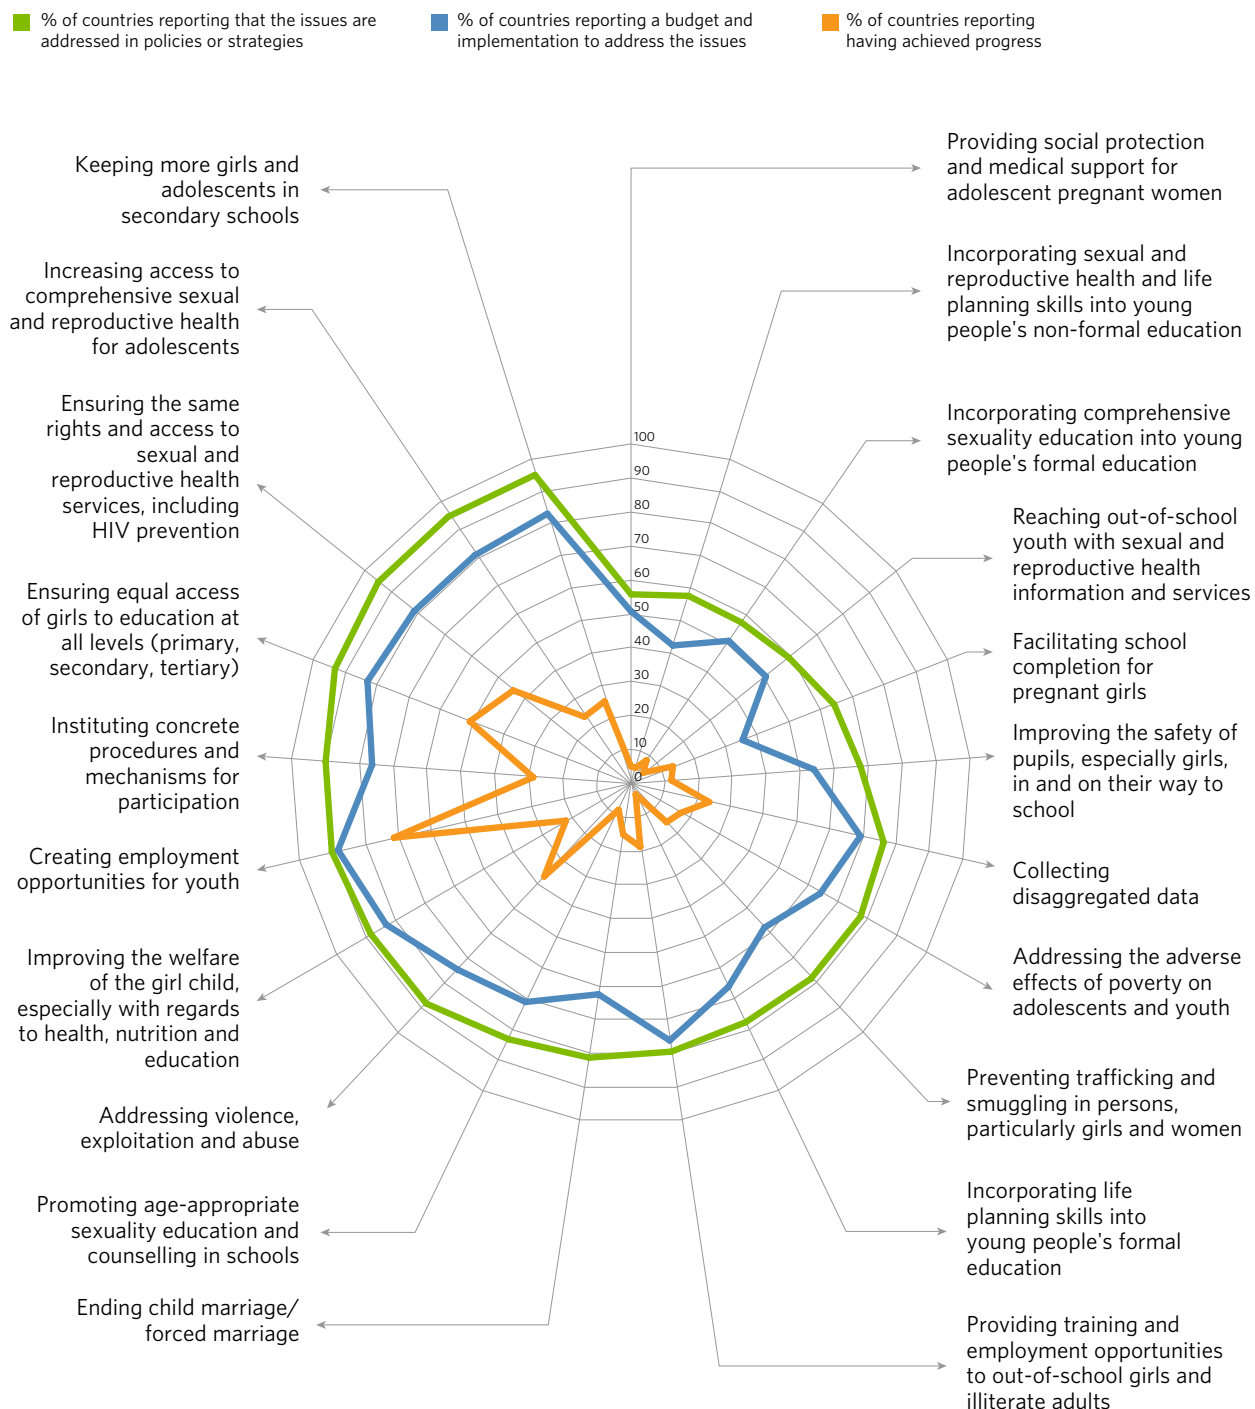 % of countries reporting that the issues are
addressed in policies or strategies
% of countries reporting a budget and
implementation to address the issues
% of countries reporting
having achieved progress
Keeping more girls and
adolescents in
secondary schools
Increasing access to
comprehensive sexual
and reproductive health
for adolescents
Ensuring the same
rights and access to
sexual and
reproductive health
services, including
HIV prevention
Ensuring equal access
of girls to education at
all levels (primary,
secondary, tertiary)
Instituting concrete
procedures and
mechanisms for
participation
Creating employment
opportunities for youth
Improving the welfare
of the girl child,
especially with regards
to health, nutrition and
education
Addressing violence,
exploitation and abuse
Promoting age-appropriate
sexuality education and
counselling in schools
Ending child marriage/
forced marriage
100
90
80
70
60
50
40
30
20
10
0
Providing social protection
and medical support for
adolescent pregnant women
Incorporating sexual and
reproductive health and life
planning skills into young
people's non-formal education
Incorporating comprehensive
sexuality education into young
people's formal education
Reaching out-of-school
youth with sexual and
reproductive health
information and services
Facilitating school
completion for
pregnant girls
Improving the safety of
pupils, especially girls,
in and on their way to
school
Collecting
disaggregated data
Addressing the adverse
effects of poverty on
adolescents and youth
Preventing trafficking and
smuggling in persons,
particularly girls and women
Incorporating life
planning skills into
young people's formal
education
Providing training and
employment opportunities
to out-of-school girls and
illiterate adults